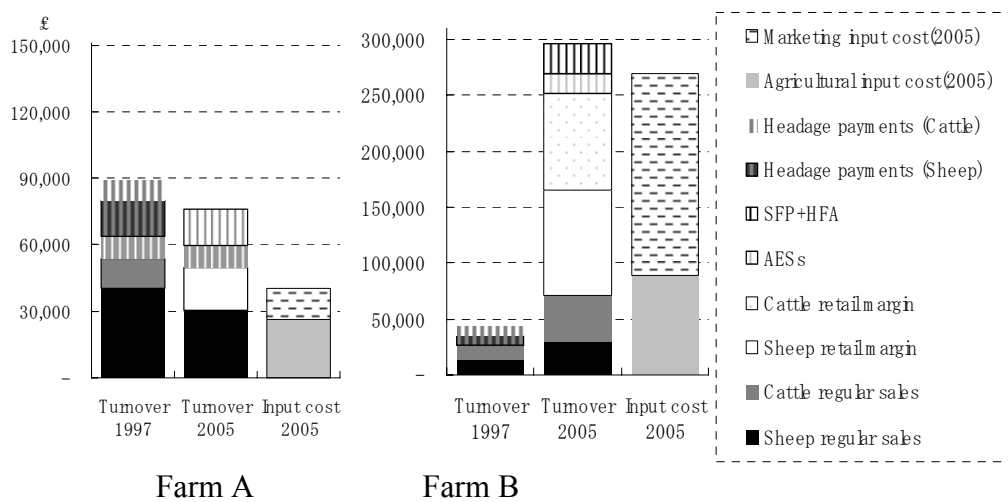 £
150,000
120,000
90,000
60,000
30,000
–
Turnover 1997
Turnover 2005
Input cost 2005
Farm A
300,000
250,000
200,000
150,000
100,000
50,000
–
Turnover 1997
Turnover 2005
Input cost 2005
Farm B
Marketing input cost(2005)
Agricultural input cost(2005)
Headage payments (Cattle)
Headage payments (Sheep)
SFP+HFA
AESs
Cattle retail margin
Sheep retail margin
Cattle regular sales
Sheep regular sales